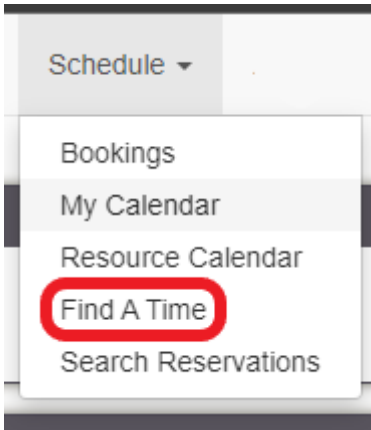 Schedule
Bookings
My Calendar
Resource Calendar
Find A Time
Search Reservations